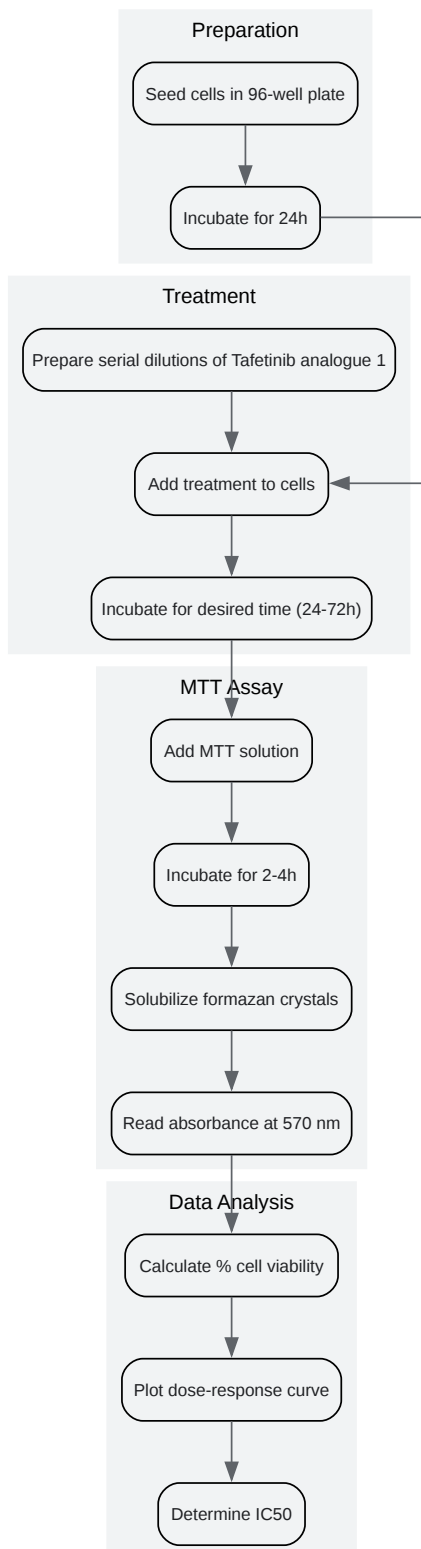 Preparation
Seed cells in 96-well plate
Incubate for 24h
Treatment
Prepare serial dilutions of Tafetinib analogue 1
Add treatment to cells
Incubate for desired time (24-72h)
MTT Assay
Add MTT solution
Incubate for 2-4h
Solubilize formazan crystals
Read absorbance at 570 nm
Data Analysis
Calculate % cell viability
Plot dose-response curve
Determine IC50